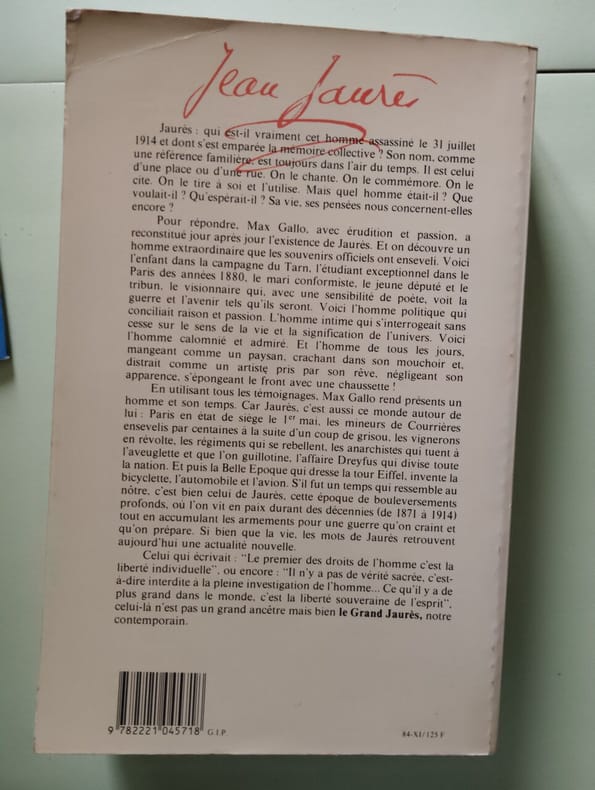 Jean Jaurès
Jaurès : qui est-il vraiment cet homme assassiné le 31 juillet
1914 et dont s'est emparée la mémoire collective ? Son nom, comme
une référence familière, est toujours dans l'air du temps. Il est celui
d'une place ou d'une rue. On le chante. On le commémore. On le
cite. On le tire à soi et l'utilise. Mais quel homme était-il ? Que
voulait-il ? Qu'espérait-il ? Sa vie, ses pensées nous concernent-elles
encore ?
Pour répondre, Max Gallo, avec érudition et passion, a
reconstitué jour après jour l'existence de Jaurès. Et on découvre un
homme extraordinaire que les souvenirs officiels ont enseveli. Voici
l'enfant dans la campagne du Tarn, l'étudiant exceptionnel dans le
Paris des années 1880, le mari conformiste, le jeune député et le
tribun, le visionnaire qui, avec une sensibilité de poète, voit la
guerre et l'avenir tels qu'ils seront. Voici l'homme politique qui
conciliait raison et passion. L'homme intime qui s'interrogeait sans
cesse sur le sens de la vie et la signification de l'univers. Voici
l'homme calomnié et admiré. Et l'homme de tous les jours,
mangeant comme un paysan, crachant dans son mouchoir et,
distrait comme un artiste pris par son rêve, négligeant son
apparence, s'épongeant le front avec une chaussette !
En utilisant tous les témoignages, Max Gallo rend présents un
homme et son temps. Car Jaurès, c'est aussi ce monde autour de
lui : Paris en état de siège le 1er mai, les mineurs de Courrières
ensevelis par centaines à la suite d'un coup de grisou, les vignerons
en révolte, les régiments qui se rebellent, les anarchistes qui tuent à
l'aveuglette et que l'on guillotine, l'affaire Dreyfus qui divise toute
la nation. Et puis la Belle Epoque qui dresse la tour Eiffel, invente la
bicyclette, l'automobile et l'avion. S'il fut un temps qui ressemble au
nôtre, c'est bien celui de Jaurès, cette époque de bouleversements
profonds, où l'on vit en paix durant des décennies (de 1871 à 1914)
tout en accumulant les armements pour une guerre qu'on craint et
qu'on prépare. Si bien que la vie, les mots de Jaurès retrouvent
aujourd'hui une actualité nouvelle.
Celui qui écrivait : "Le premier des droits de l'homme c'est la
liberté individuelle", ou encore : "Il n'y a pas de vérité sacrée, c'est-
à-dire interdite à la pleine investigation de l'homme... Ce qu'il y a de
plus grand dans le monde, c'est la liberté souveraine de l'esprit",
celui-là n'est pas un grand ancêtre mais bien le Grand Jaurès, notre
contemporain.
9 782221 045718 G.I.P.
84-XI/125 F